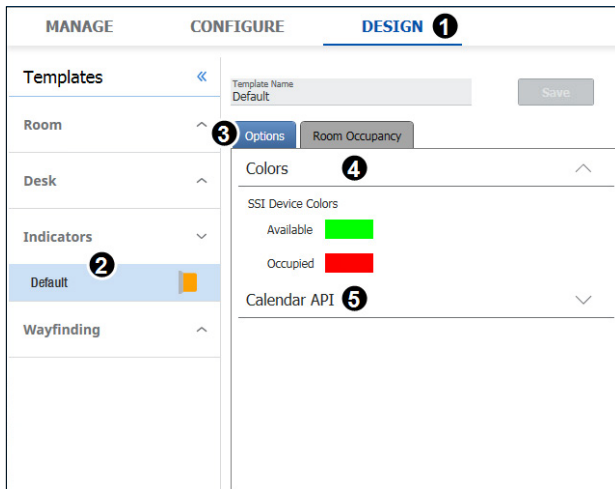 MANAGE CONFIGURE DESIGN 1
Templates «
Template Name
Default
Save
Room
3 Options Room Occupancy
Colors 4
Desk
SSI Device Colors
Available
Indicators
Occupied
2
Default
Calendar API 5
Wayfinding